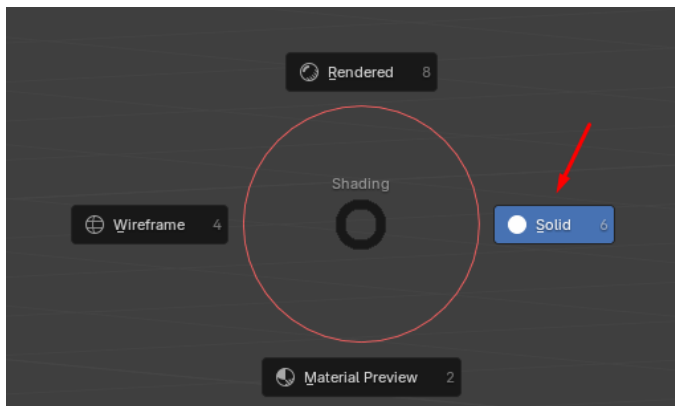 Rendered 8
Shading
Wireframe 4
Solid 6
Material Preview 2